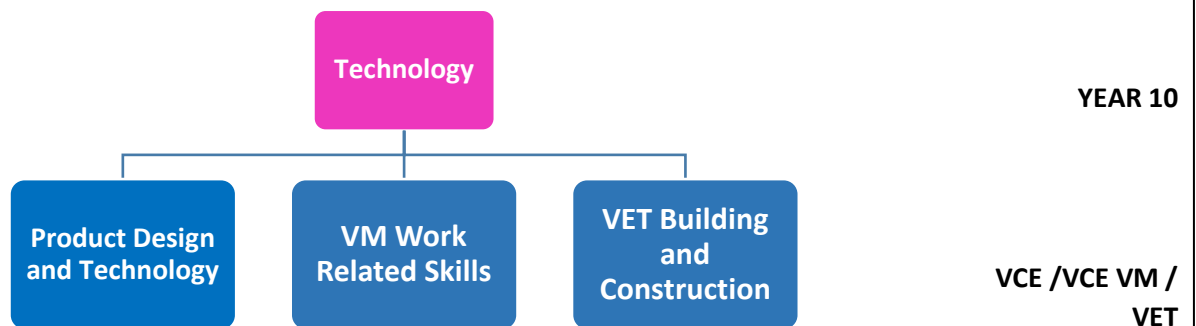 Technology
YEAR 10
Product Design
and Technology
VM Work
Related Skills
VET Building
and
Construction
VCE /VCE VM /
VET